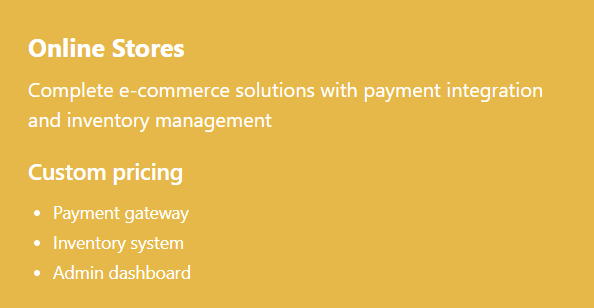 Online Stores
Complete e-commerce solutions with payment integration
and inventory management
Custom pricing
• Payment gateway
• Inventory system
• Admin dashboard